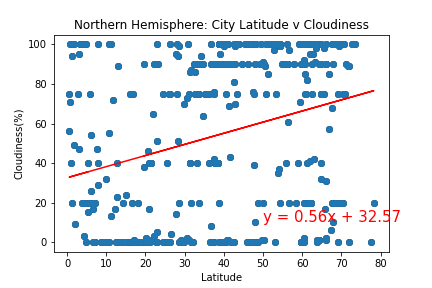 Northern Hemisphere: City Latitude v Cloudiness
100
80
60
40
20
0
Cloudiness(%)
y = 0.56x + 32.57
0 10 20 30 40 50 60 70 80
Latitude